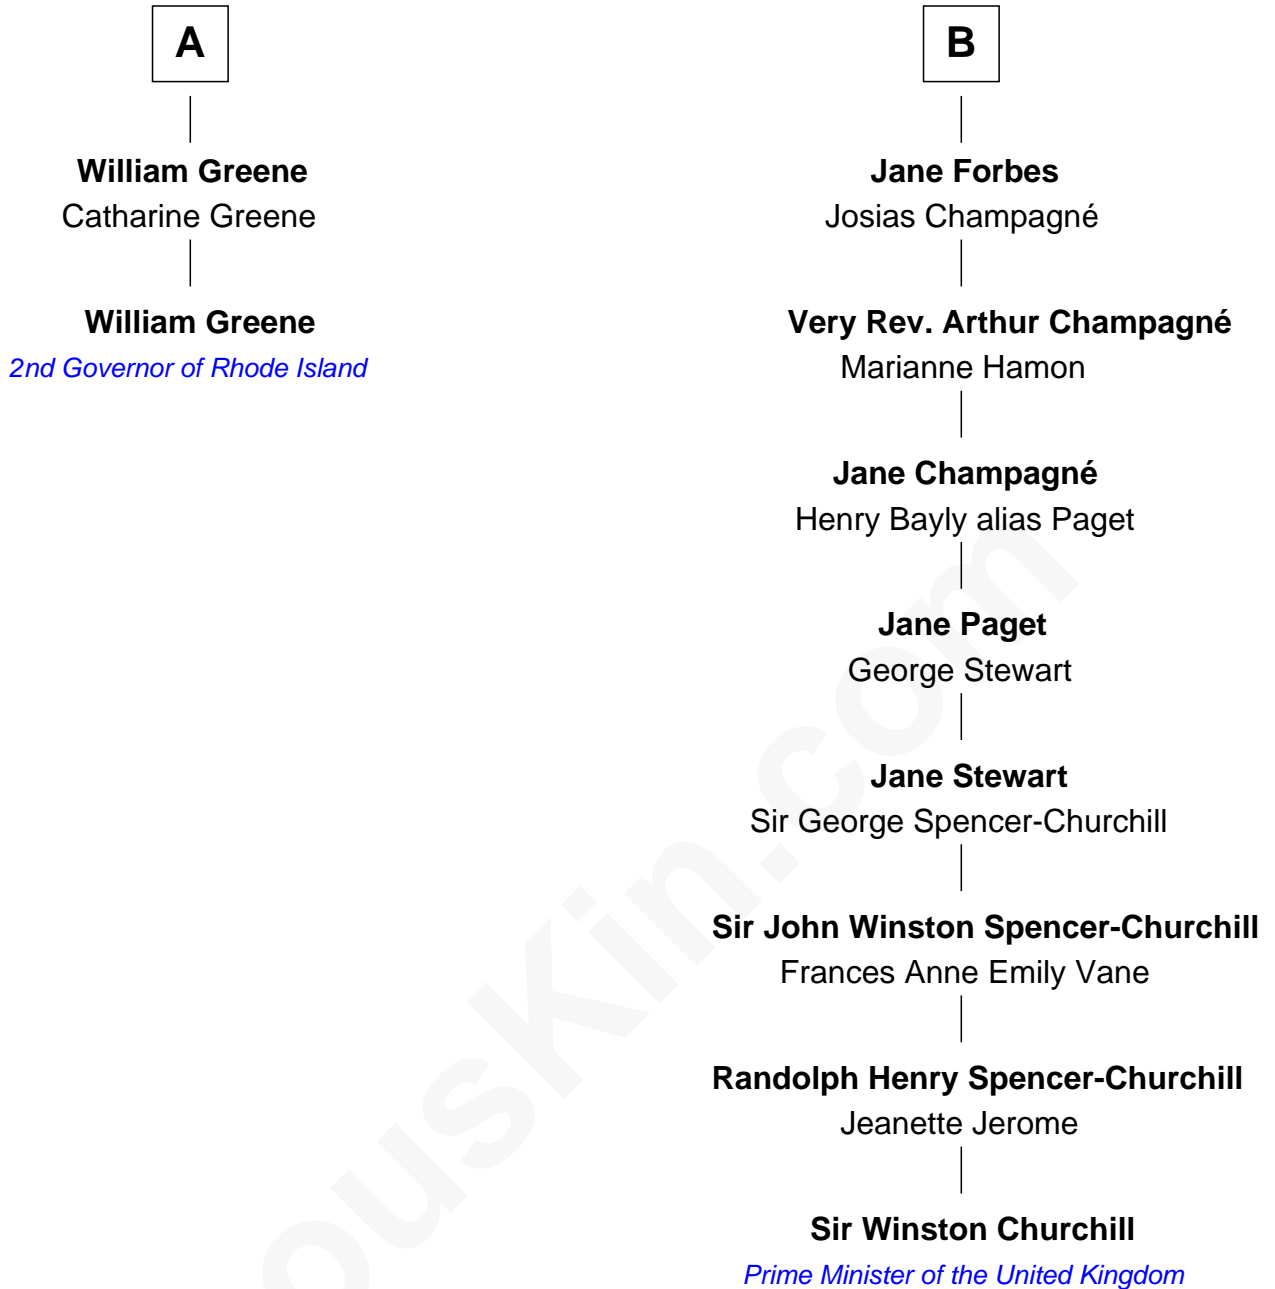 A
William Greene
Catharine Greene
William Greene
2nd Governor of Rhode Island
B
Jane Forbes
Josias Champagné
Very Rev. Arthur Champagné
Marianne Hamon
Jane Champagné
Henry Bayly alias Paget
Jane Paget
George Stewart
Jane Stewart
Sir George Spencer-Churchill
Sir John Winston Spencer-Churchill
Frances Anne Emily Vane
Randolph Henry Spencer-Churchill
Jeanette Jerome
Sir Winston Churchill
Prime Minister of the United Kingdom
ousKin.com